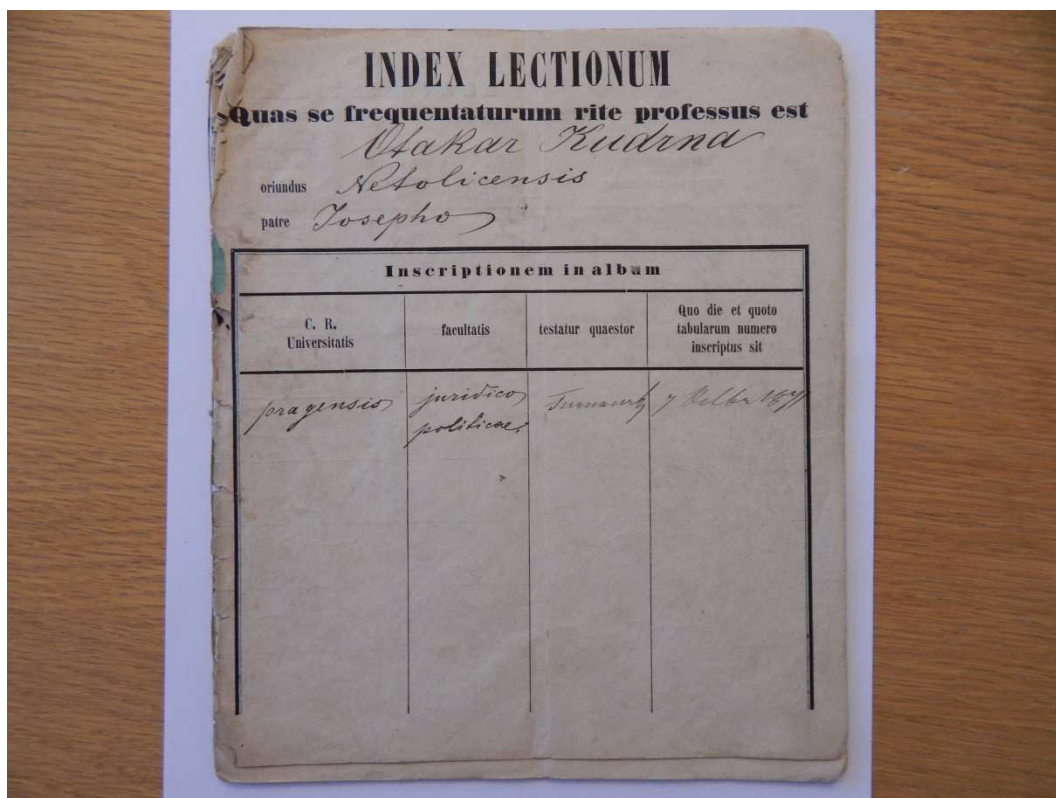 INDEX LECTIONUM
Quas se frequentaturum rite professus est
Otakar Kudrna
oriundus Netolicensis
patre Josepho
Inscriptionem in album
C. R.
Universitatis
facultatis
testatur quaestor
Quo die et quoto
tabularum numero
inscriptus sit
pragensis
juridico
politicae
7